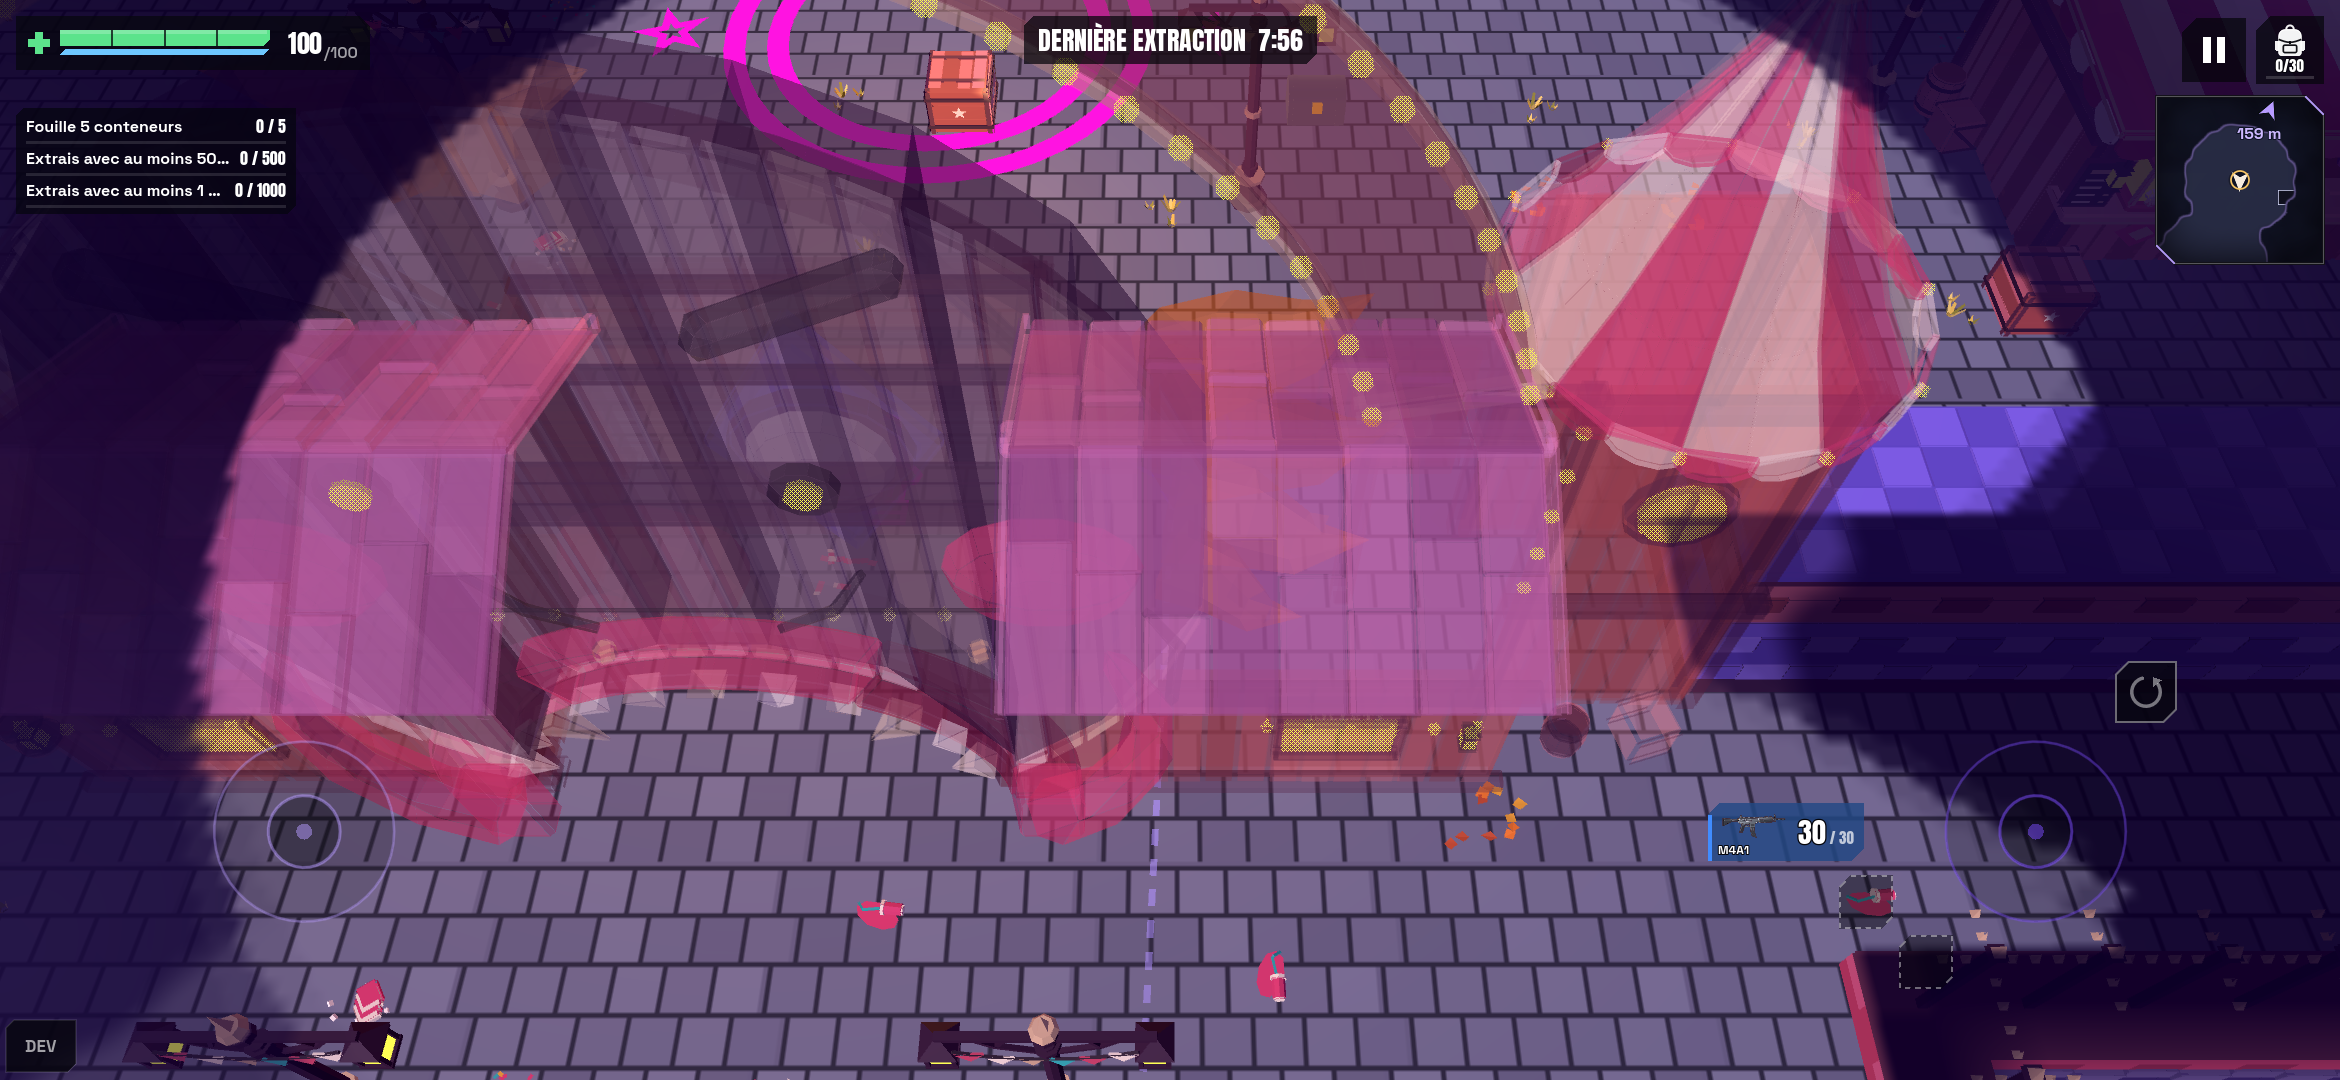 100/100
DERNIÈRE EXTRACTION 7:56
0/30
Fouille 5 conteneurs 0 / 5
Extrais avec au moins 50... 0 / 500
Extrais avec au moins 1 ... 0 / 1000
159 m
30 / 30
M4A1
DEV